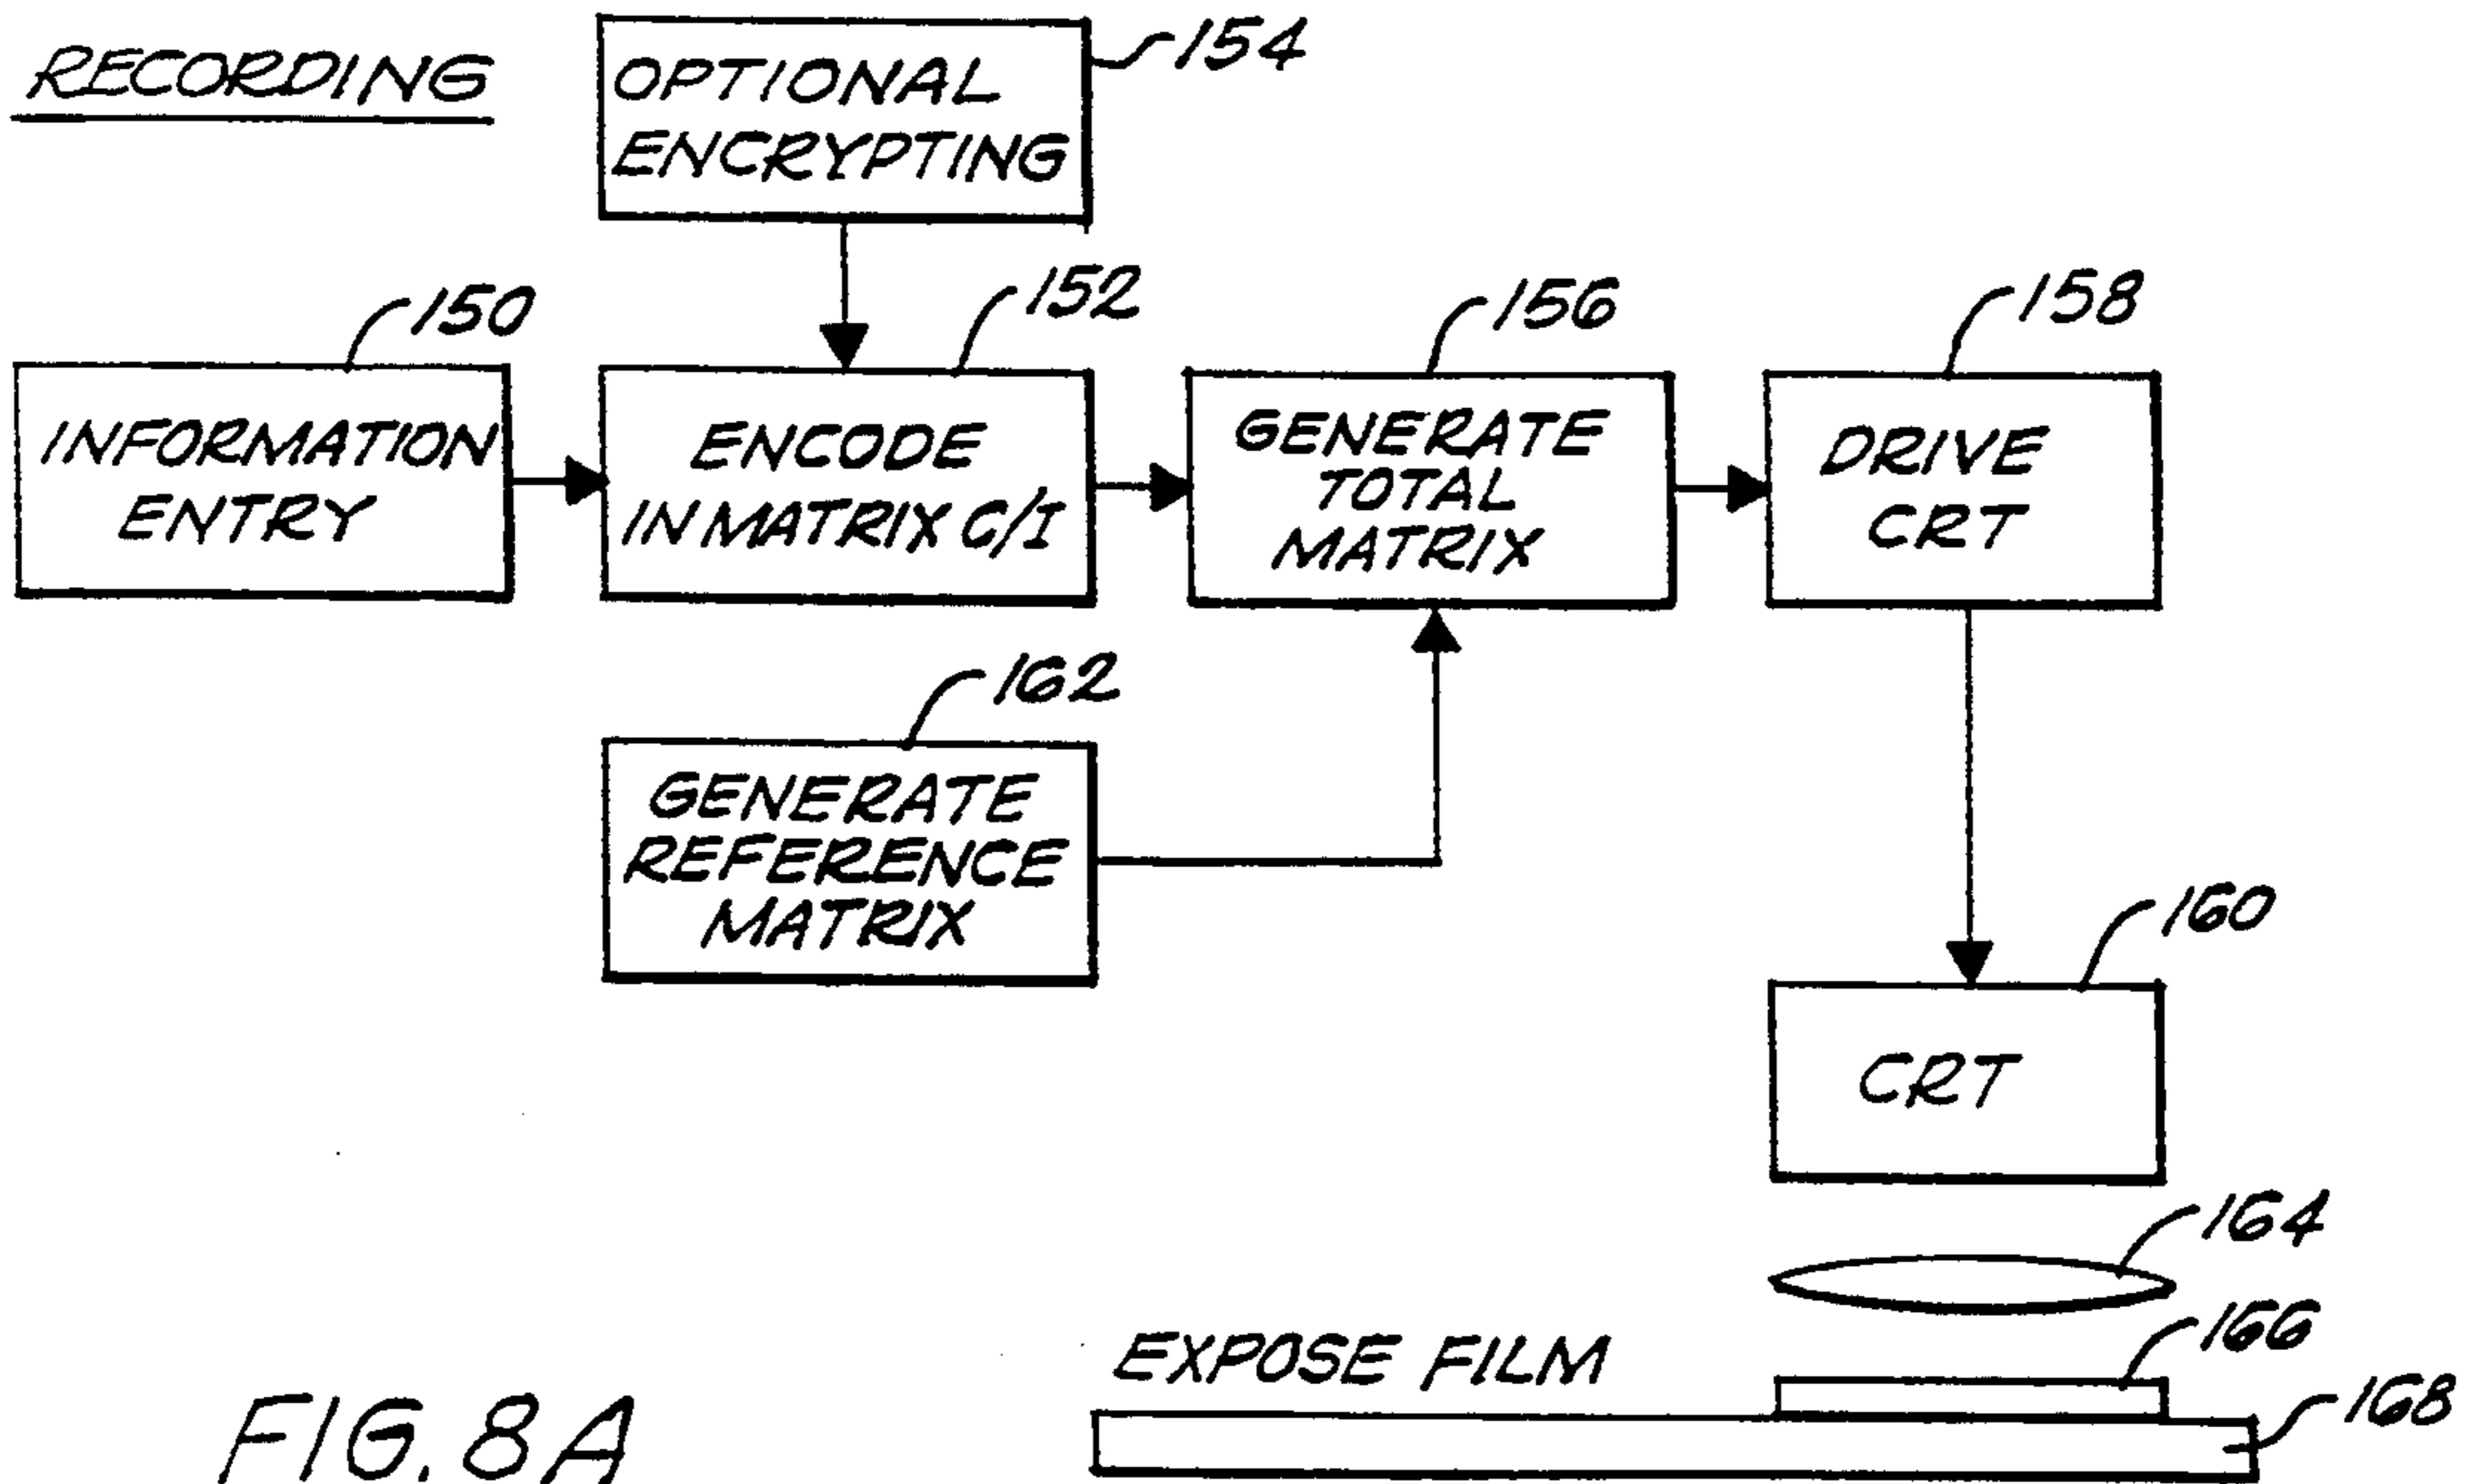 RECORDING
OPTIONAL
ENCRYPTING
154
150
152
156
158
INFORMATION
ENTRY
ENCODE
IN MATRIX C/I
GENERATE
TOTAL
MATRIX
DRIVE
CRT
162
GENERATE
REFERENCE
MATRIX
160
CRT
164
EXPOSE FILM
166
168
FIG. 8A